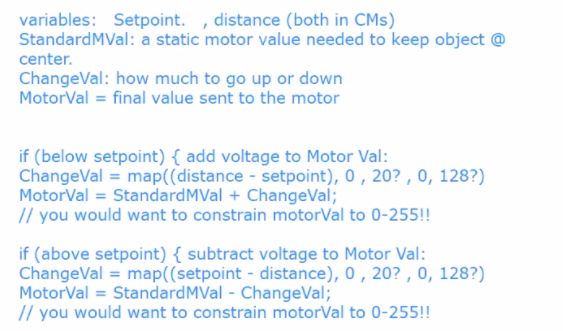 variables:   Setpoint.   , distance (both in CMs)
StandardMVal: a static motor value needed to keep object @
center.
ChangeVal: how much to go up or down
MotorVal = final value sent to the motor
if (below setpoint) { add voltage to Motor Val:
ChangeVal = map((distance - setpoint), 0 , 20? , 0, 128?)
MotorVal = StandardMVal + ChangeVal;
// you would want to constrain motorVal to 0-255!!
if (above setpoint) { subtract voltage to Motor Val:
ChangeVal = map((setpoint - distance), 0 , 20? , 0, 128?)
MotorVal = StandardMVal - ChangeVal;
// you would want to constrain motorVal to 0-255!!